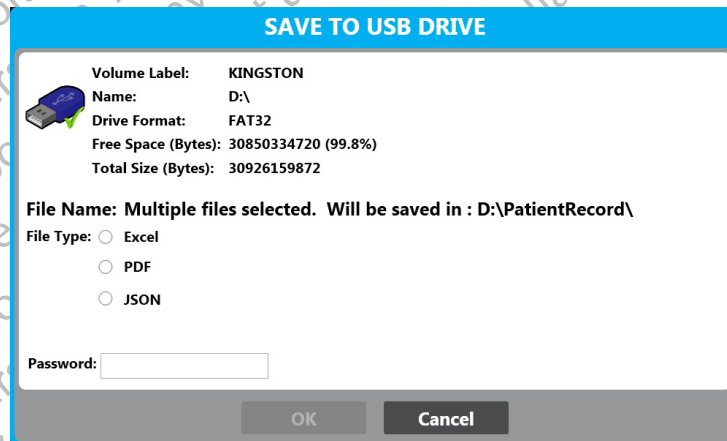 SAVE TO USB DRIVE
Volume Label: KINGSTON
Name: D:\
Drive Format: FAT32
Free Space (Bytes): 30850334720 (99.8%)
Total Size (Bytes): 30926159872
File Name: Multiple files selected. Will be saved in : D:\PatientRecord\
File Type: Excel
PDF
JSON
Password:
OK Cancel